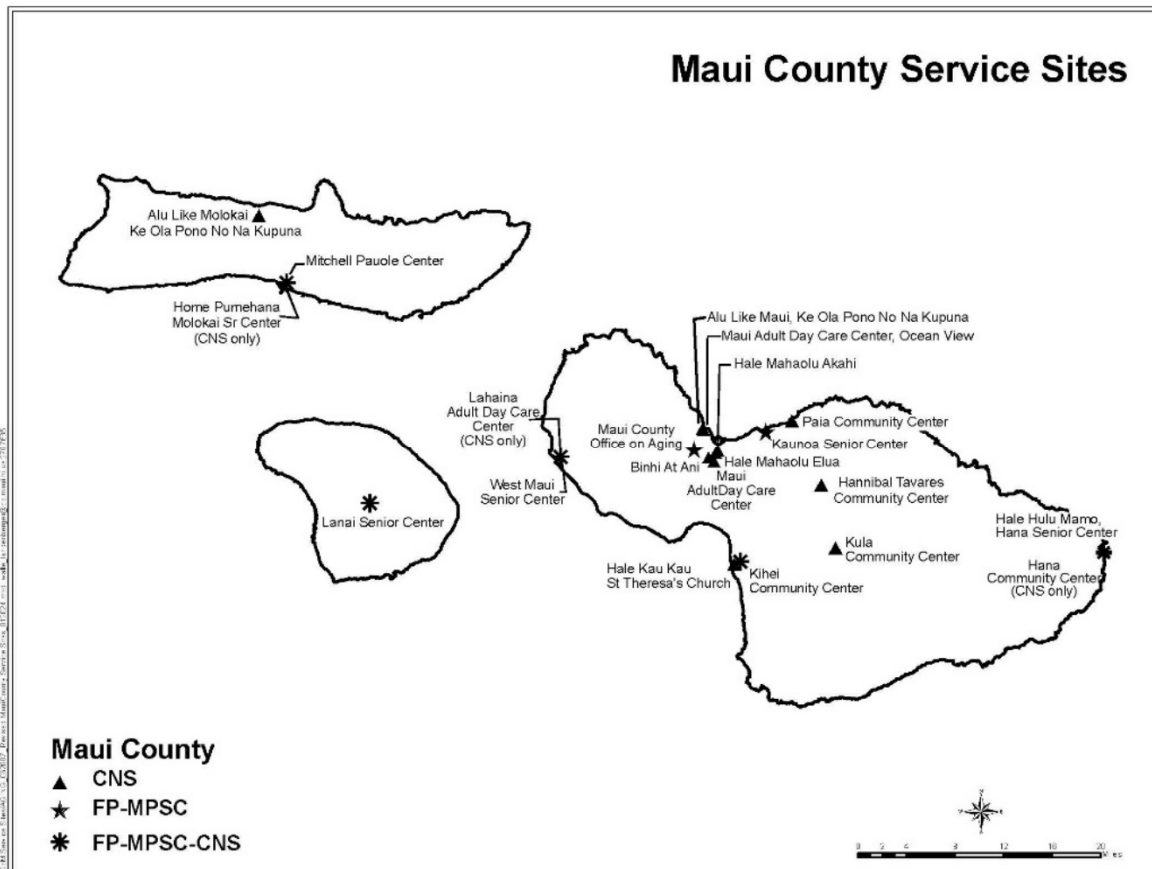 Maui County Service Sites
Alu Like Molokai
Ke Ola Pono No Na Kupuna
Mitchell Pauole Center
Home Pumehana
Molokai Sr Center
(CNS only)
Alu Like Maui, Ke Ola Pono No Na Kupuna
Maui Adult Day Care Center, Ocean View
Hale Mahaolu Akahi
Lahaina
Adult Day Care
Center
(CNS only)
Maui County
Office on Aging
Paia Community Center
Kaunoa Senior Center
Binhi At Ani
Hale Mahaolu Elua
Maui
AdultDay Care
Center
West Maui
Senior Center
Hannibal Tavares
Community Center
Lanai Senior Center
Hale Hulu Mamo,
Hana Senior Center
Kula
Community Center
Hana
Community Center
(CNS only)
Hale Kau Kau
St Theresa's Church
Kihei
Community Center
Maui County
CNS
FP-MPSC
FP-MPSC-CNS
0 2 4 8 12 16 20
Miles